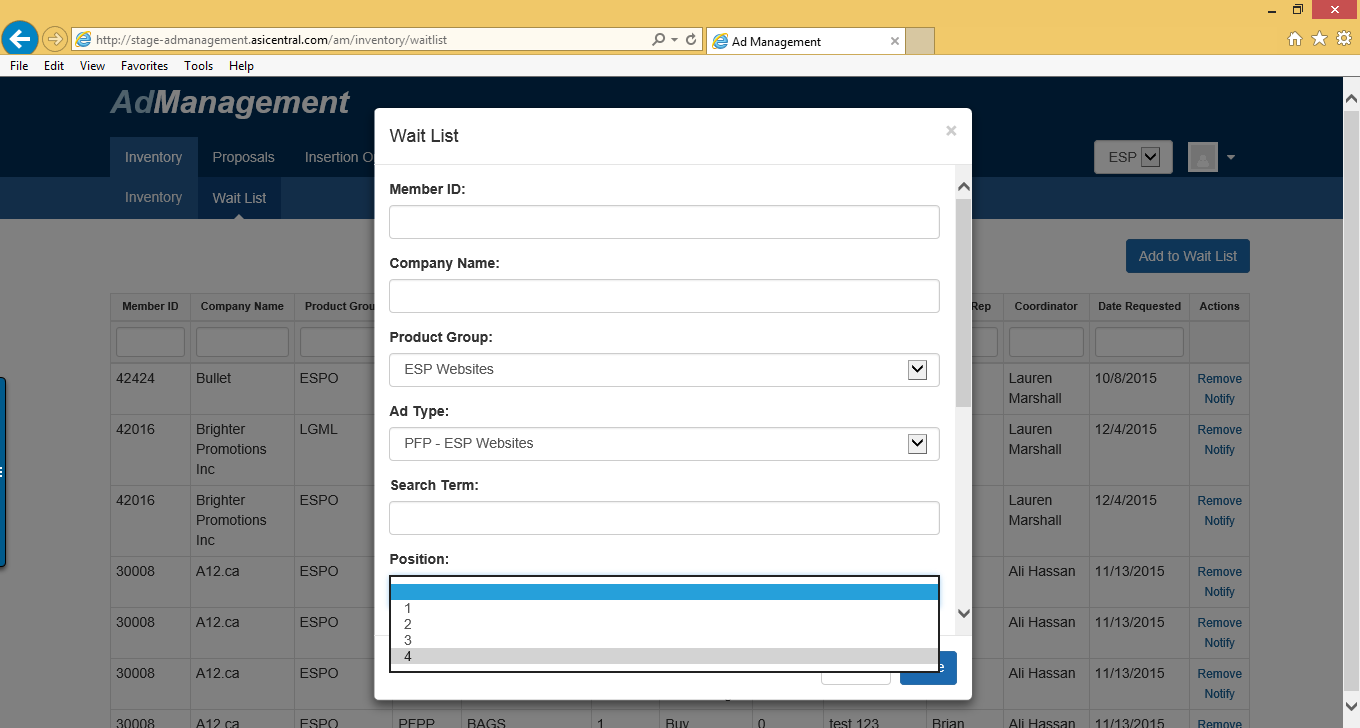 http://stage-admanagement.asicentral.com/am/inventory/waitlist
Ad Management
File Edit View Favorites Tools Help
AdManagement
Inventory Proposals Insertion O
ESP
Inventory Wait List
Add to Wait List
Wait List
Member ID:
Company Name:
Product Group:
ESP Websites
Ad Type:
PFP - ESP Websites
Search Term:
Position:
1
2
3
4
Member ID Company Name Product Grou Rep Coordinator Date Requested Actions
42424 Bullet ESPO Lauren Marshall 10/8/2015 Remove Notify
42016 Brighter Promotions Inc LGML Lauren Marshall 12/4/2015 Remove Notify
42016 Brighter Promotions Inc ESPO Lauren Marshall 12/4/2015 Remove Notify
30008 A12.ca ESPO Ali Hassan 11/13/2015 Remove Notify
30008 A12.ca ESPO Ali Hassan 11/13/2015 Remove Notify
30008 A12.ca ESPO Ali Hassan 11/13/2015 Remove Notify
30008 A12.ca ESPO PFPP BAGS 1 Buy 0 test 123 Brian Ali Hassan 11/13/2015 Remove